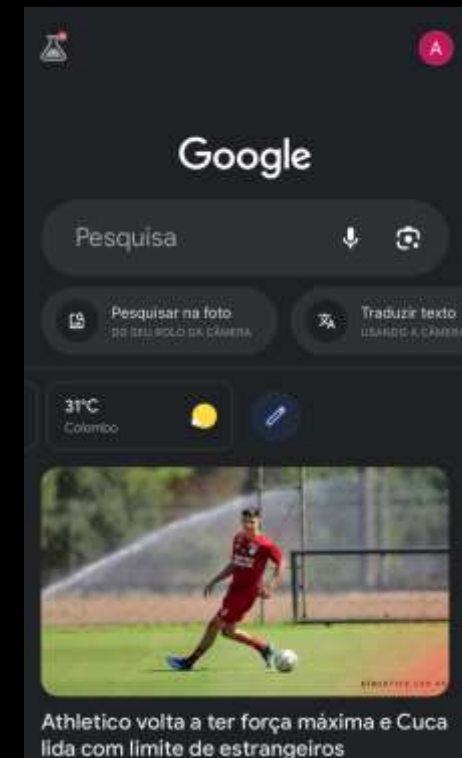 A
Google
Pesquisa
Pesquisar na foto
DO SEU ROLO DA CÂMERA
Traduzir texto
USANDO A CÂMERA
31°C
Colombo
Athletico volta a ter força máxima e Cuca
lida com limite de estrangeiros